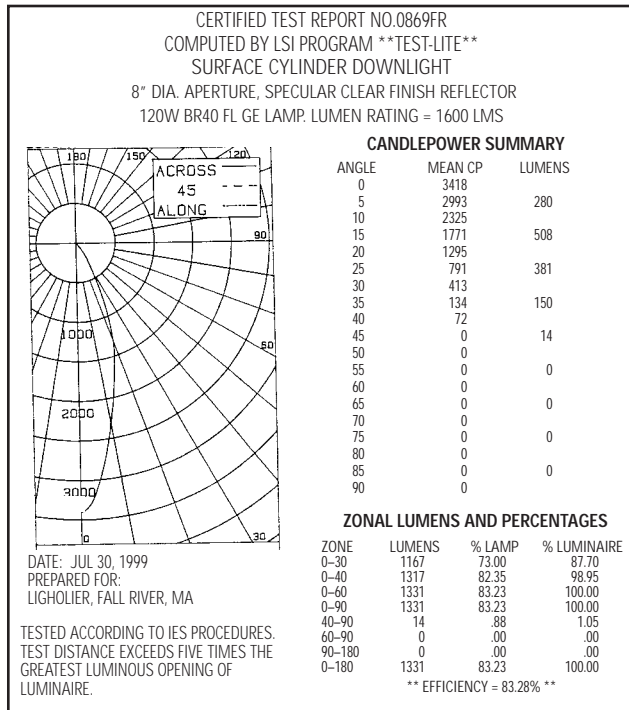 CERTIFIED TEST REPORT NO.0869FR
COMPUTED BY LSI PROGRAM **TEST-LITE**
SURFACE CYLINDER DOWNLIGHT
8" DIA. APERTURE, SPECULAR CLEAR FINISH REFLECTOR
120W BR40 FL GE LAMP. LUMEN RATING = 1600 LMS
180 150 120
ACROSS
45
ALONG
90
60
1000
2000
3000
0 30
DATE: JUL 30, 1999
PREPARED FOR:
LIGHOLIER, FALL RIVER, MA
TESTED ACCORDING TO IES PROCEDURES.
TEST DISTANCE EXCEEDS FIVE TIMES THE
GREATEST LUMINOUS OPENING OF
LUMINAIRE.
CANDLEPOWER SUMMARY
ANGLE MEAN CP LUMENS
0 3418
5 2993 280
10 2325
15 1771 508
20 1295
25 791 381
30 413
35 134 150
40 72
45 0 14
50 0
55 0 0
60 0
65 0 0
70 0
75 0 0
80 0
85 0 0
90 0
ZONAL LUMENS AND PERCENTAGES
ZONE LUMENS % LAMP % LUMINAIRE
0–30 1167 73.00 87.70
0–40 1317 82.35 98.95
0–60 1331 83.23 100.00
0–90 1331 83.23 100.00
40–90 14 .88 1.05
60–90 0 .00 .00
90–180 0 .00 .00
0–180 1331 83.23 100.00
** EFFICIENCY = 83.28% **